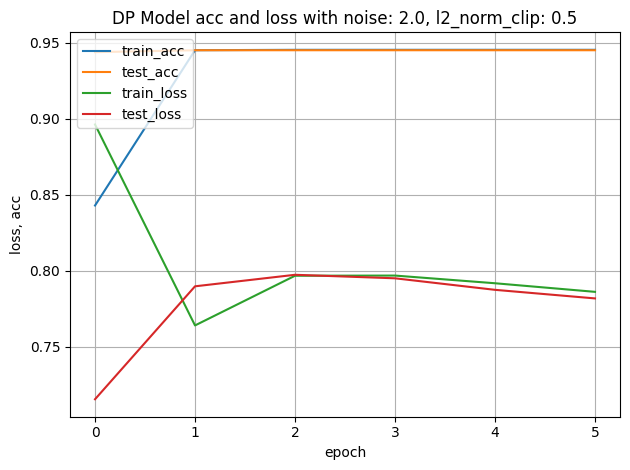 DP Model acc and loss with noise: 2.0, l2_norm_clip: 0.5
train_acc
test_acc
train_loss
test_loss
loss, acc
0.95
0.90
0.85
0.80
0.75
0
1
2
3
4
5
epoch